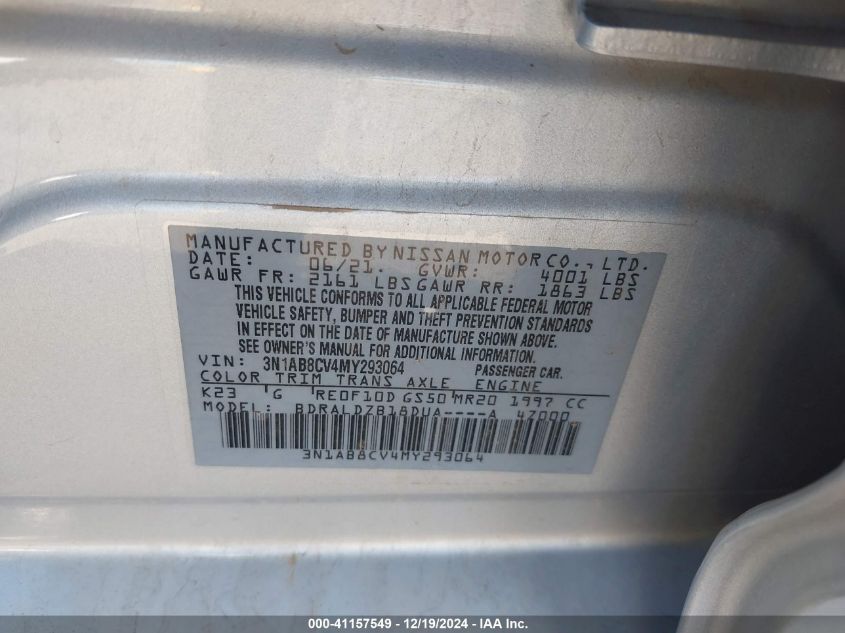 MANUFACTURED BY NISSAN MOTOR CO., LTD.
DATE: 06/21. GVWR: 4001 LBS
GAWR FR: 2161 LBS GAWR RR: 1863 LBS
THIS VEHICLE CONFORMS TO ALL APPLICABLE FEDERAL MOTOR
VEHICLE SAFETY, BUMPER AND THEFT PREVENTION STANDARDS
IN EFFECT ON THE DATE OF MANUFACTURE SHOWN ABOVE.
SEE OWNER'S MANUAL FOR ADDITIONAL INFORMATION.
VIN: 3N1AB8CV4MY293064 PASSENGER CAR.
COLOR TRIM TRANS AXLE ENGINE
K23 'G RE0F10D GS50 MR20 1997 CC
MODEL: BDRALDZB18DUA----A 47000
3N1AB8CV4MY293064
000-41157549 - 12/19/2024 - IAA Inc.